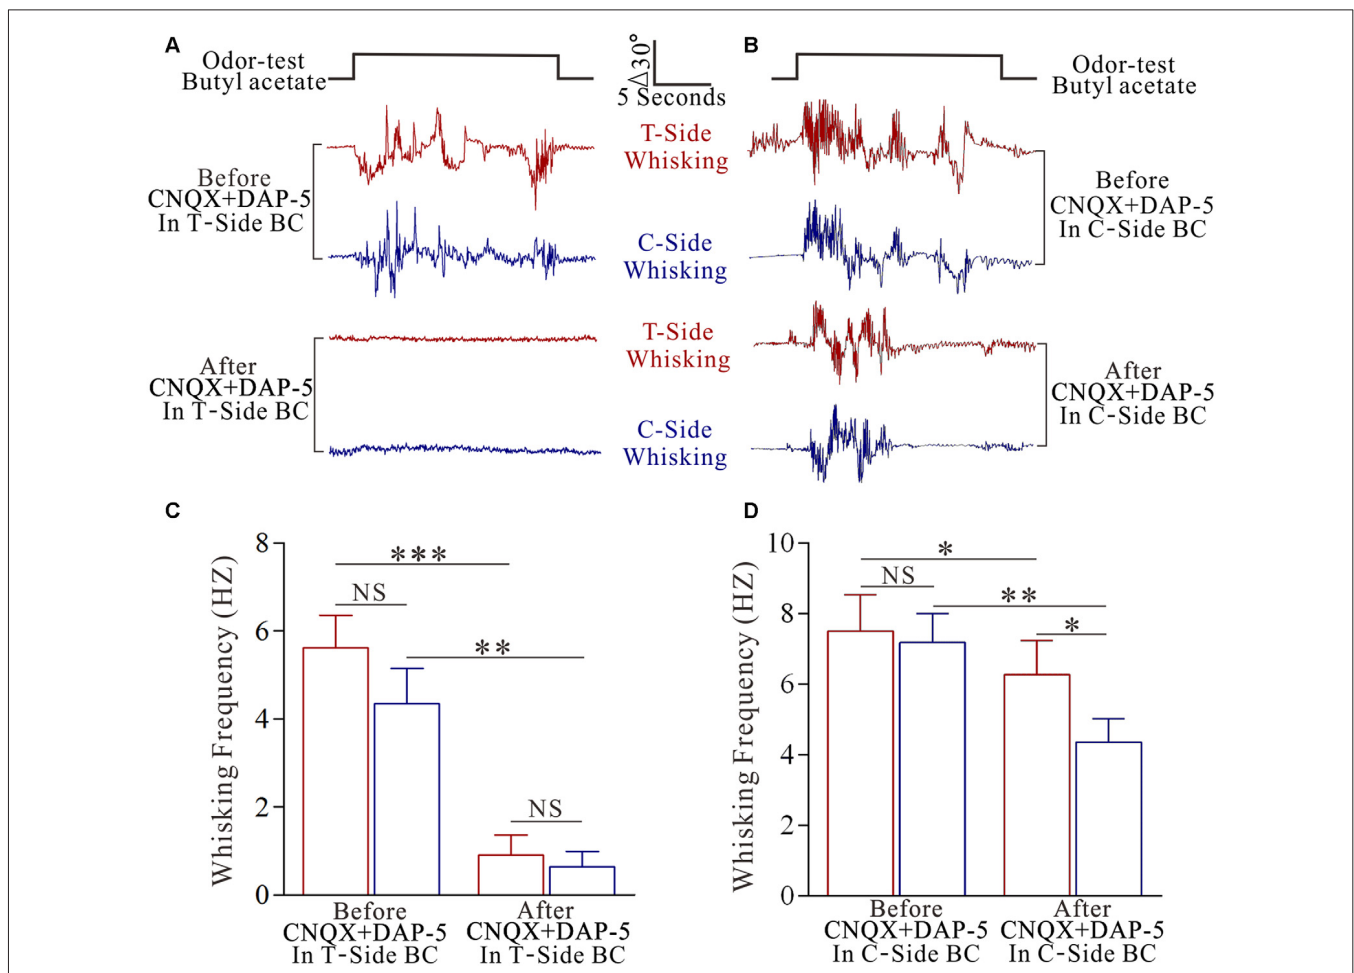 A
B
Odor-test
Butyl acetate
Δ30°
5 Seconds
Odor-test
Butyl acetate
T-Side
Whisking
Before
CNQX+DAP-5
In T-Side BC
Before
CNQX+DAP-5
In C-Side BC
C-Side
Whisking
T-Side
Whisking
After
CNQX+DAP-5
In T-Side BC
After
CNQX+DAP-5
In C-Side BC
C-Side
Whisking
C
Whisking Frequency (HZ)
8
6
4
2
0
***
NS
**
NS
Before
CNQX+DAP-5
In T-Side BC
After
CNQX+DAP-5
In T-Side BC
D
Whisking Frequency (HZ)
10
8
6
4
2
0
*
NS
**
*
Before
CNQX+DAP-5
In C-Side BC
After
CNQX+DAP-5
In C-Side BC